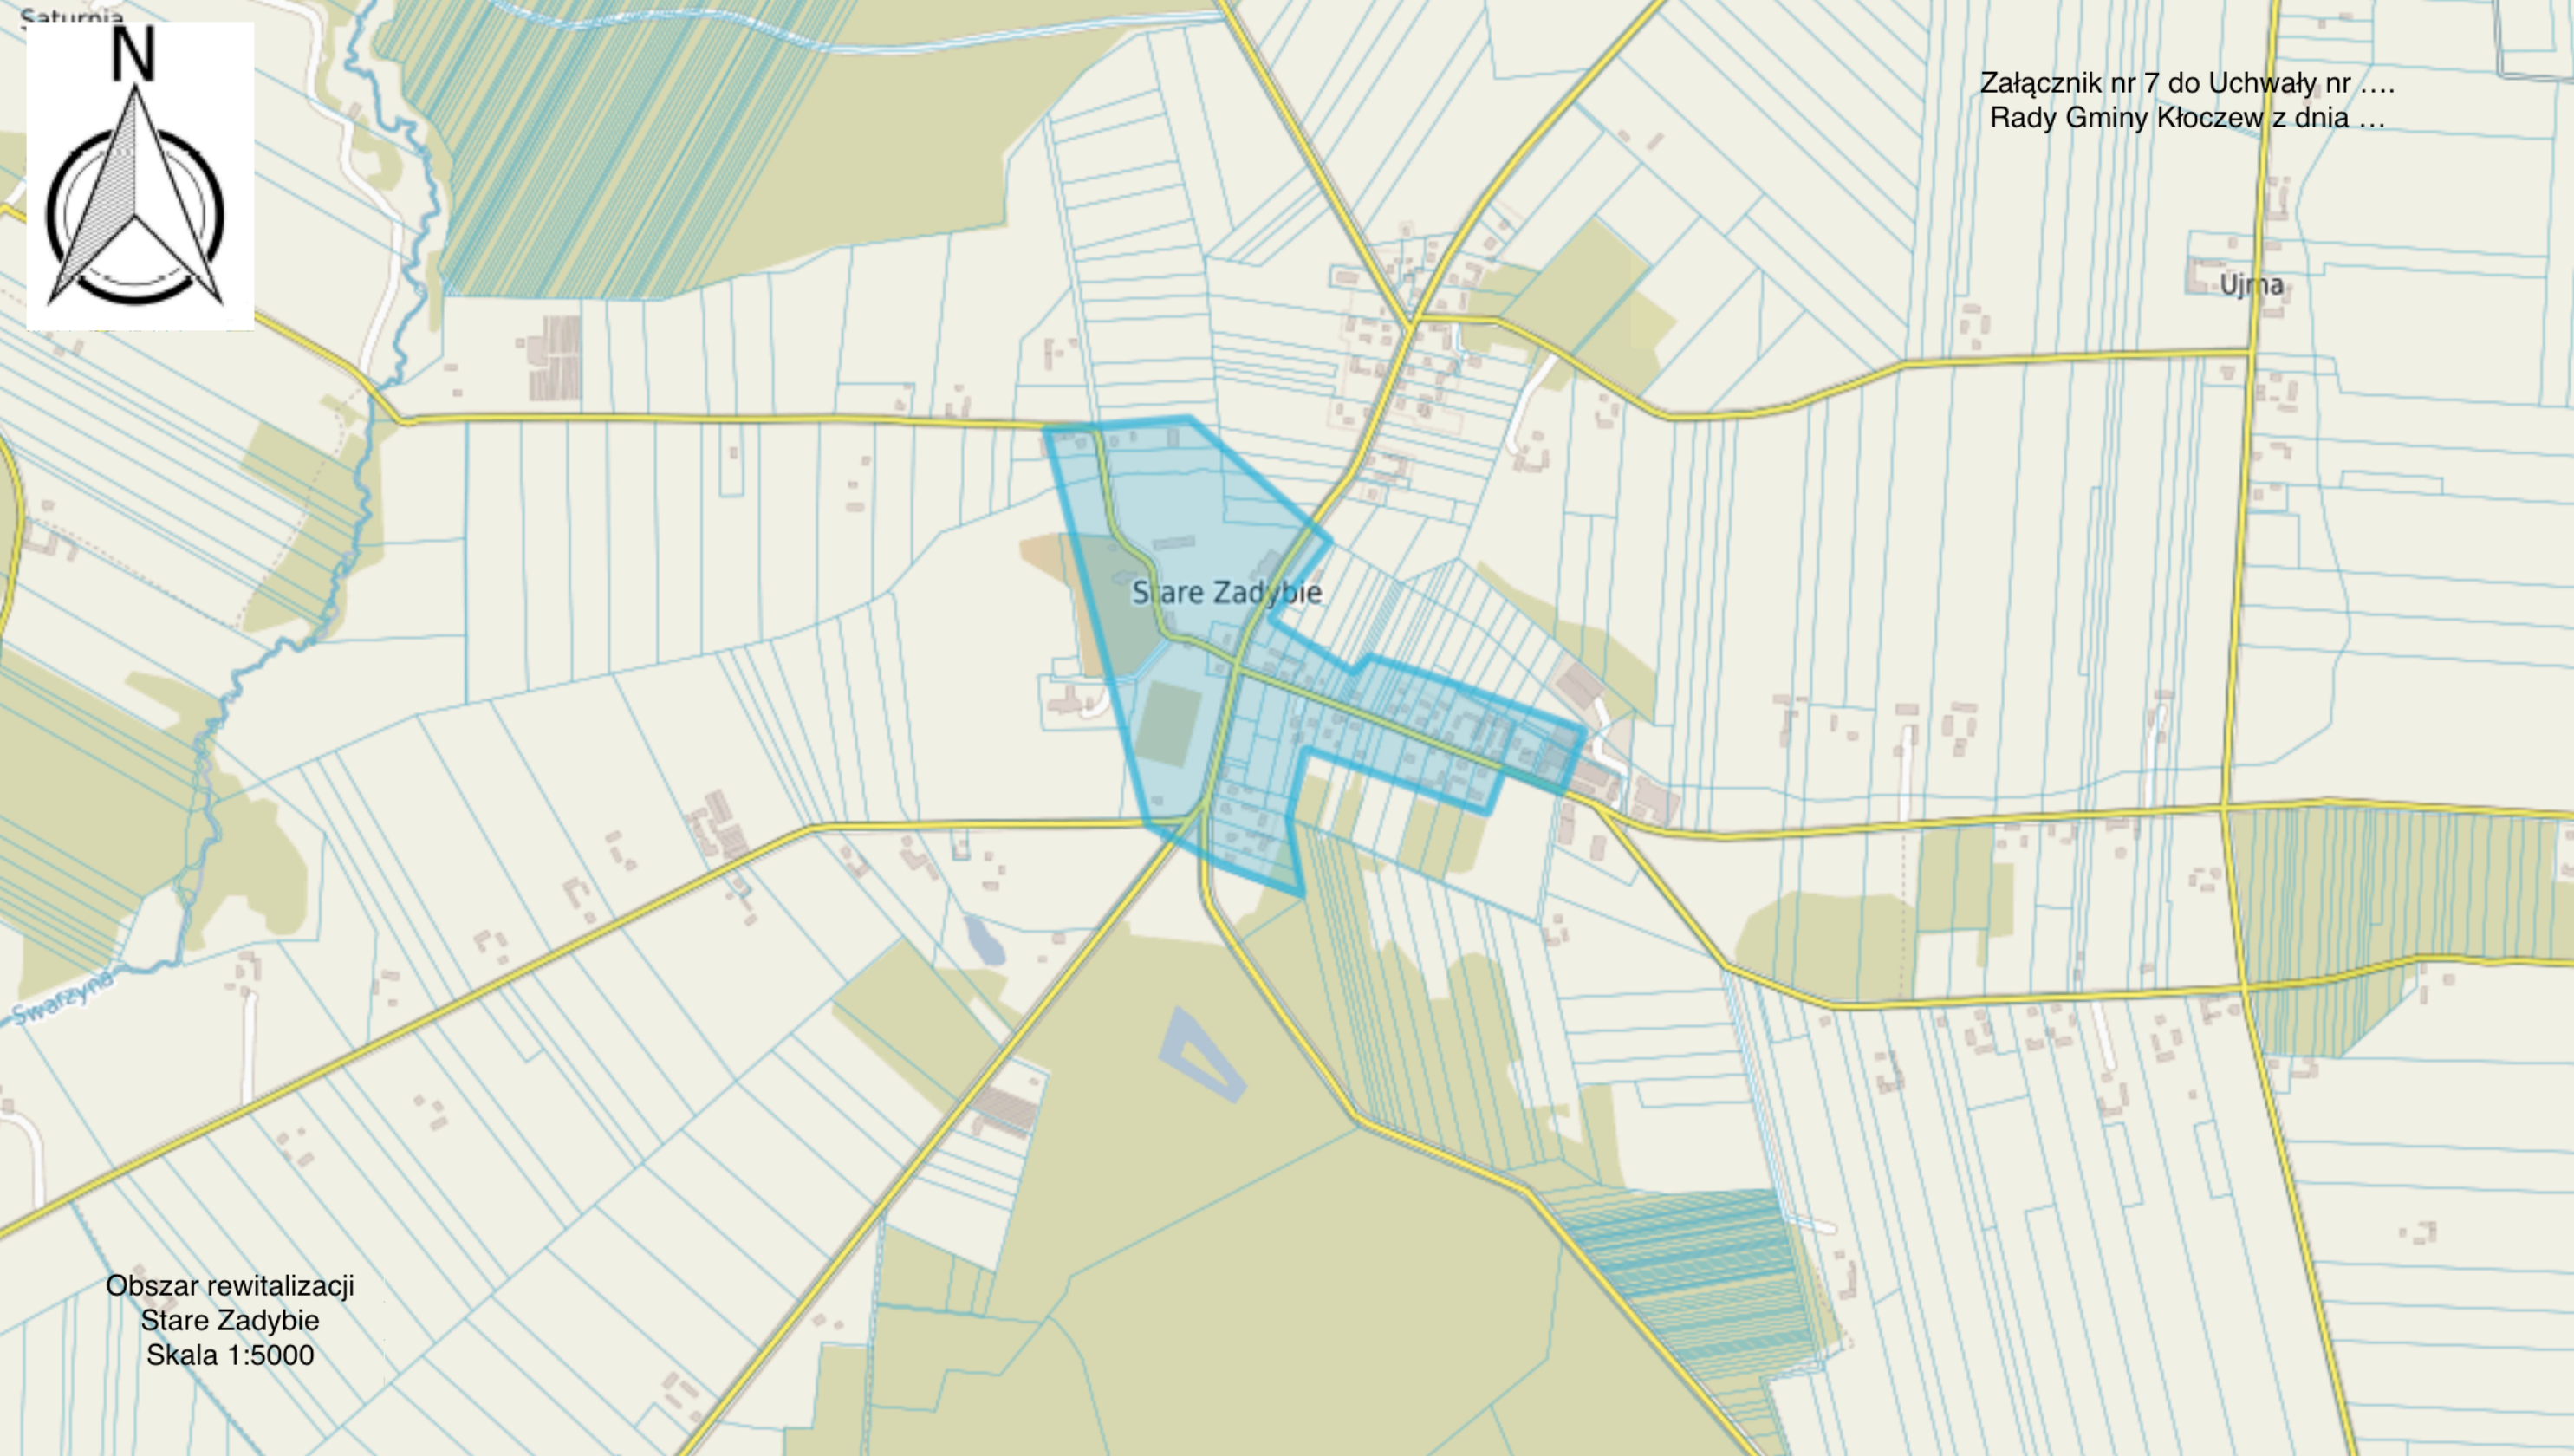 Saturnia
N
Załącznik nr 7 do Uchwały nr ....
Rady Gminy Kłoczew z dnia ...
Ujma
Stare Zadybie
Swarzyna
Obszar rewitalizacji
Stare Zadybie
Skala 1:5000